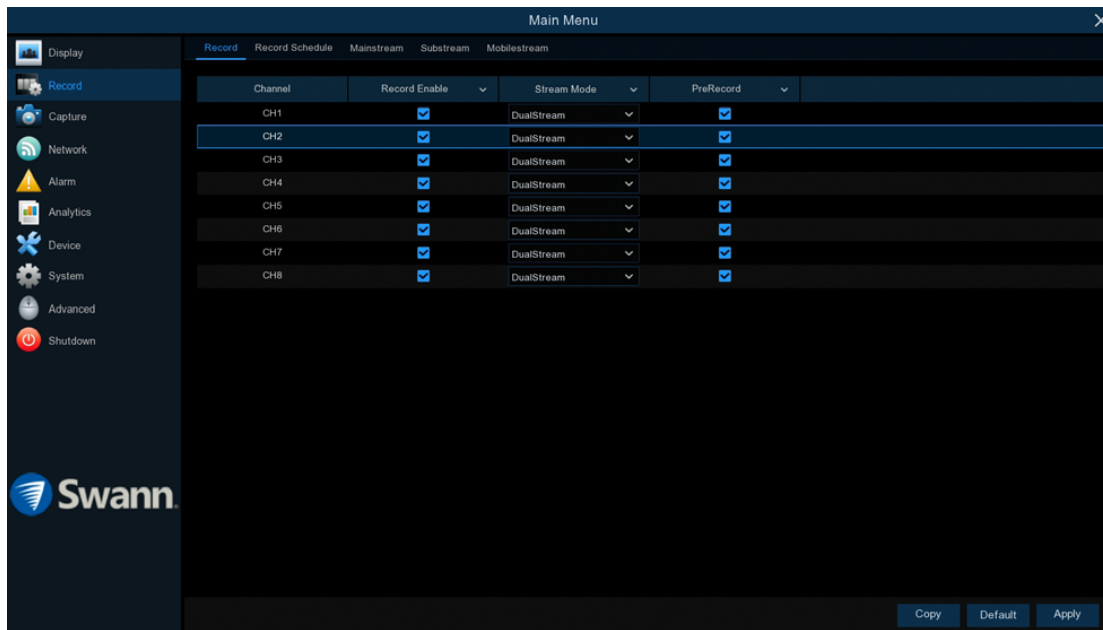 Main Menu
Display
Record
Capture
Network
Alarm
Analytics
Device
System
Advanced
Shutdown
Swann
Record Record Schedule Mainstream Substream Mobilestream
Channel Record Enable Stream Mode PreRecord
CH1 DualStream
CH2 DualStream
CH3 DualStream
CH4 DualStream
CH5 DualStream
CH6 DualStream
CH7 DualStream
CH8 DualStream
Copy Default Apply